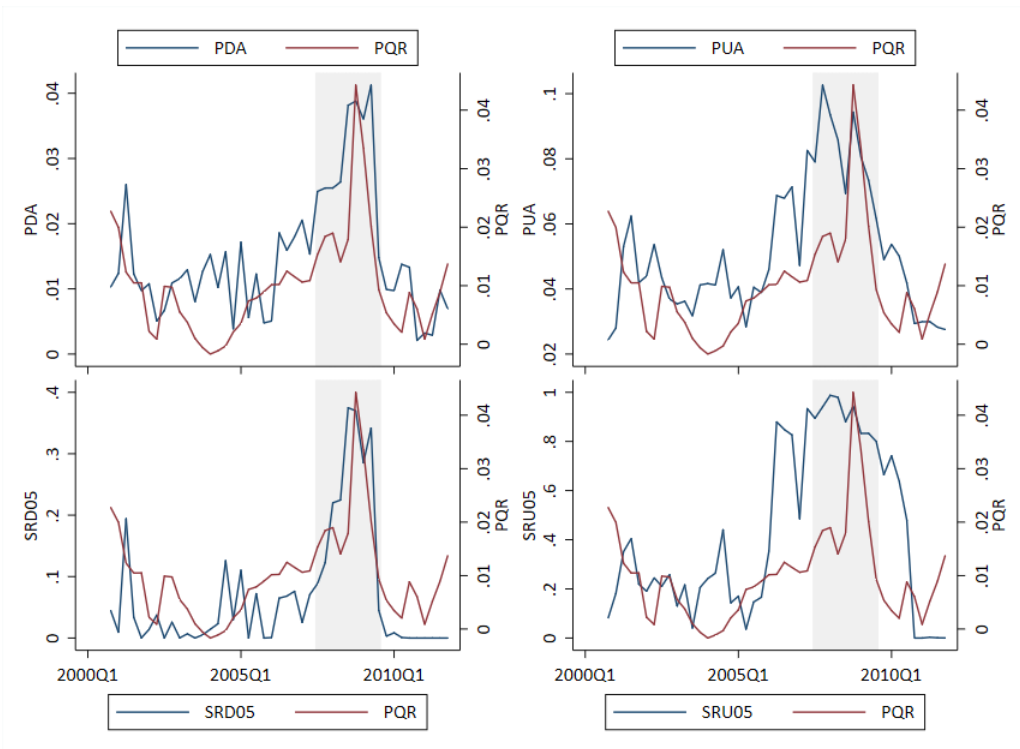 PDA PQR
PUA PQR
.04
.03
.02
.01
0
PDA
.04
.03
.02
.01
0
PQR
.1
.08
.06
.04
.02
PUA
.04
.03
.02
.01
0
PQR
.4
.3
.2
.1
0
SRD05
.04
.03
.02
.01
0
PQR
1
.8
.6
.4
.2
0
SRU05
.04
.03
.02
.01
0
PQR
2000Q1 2005Q1 2010Q1
2000Q1 2005Q1 2010Q1
SRD05 PQR
SRU05 PQR